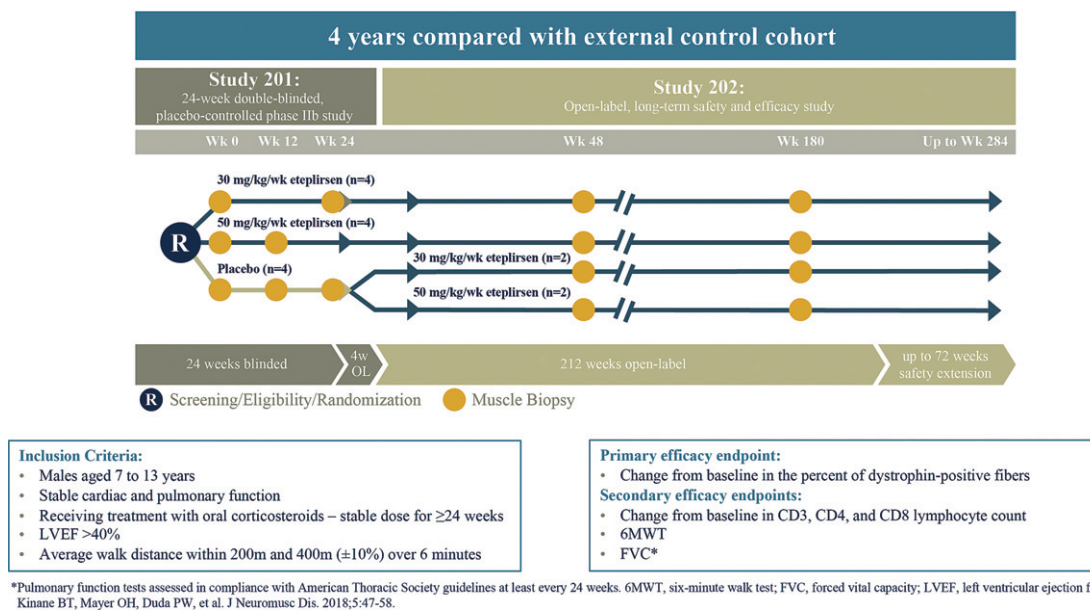 4 years compared with external control cohort
Study 201:
24-week double-blinded,
placebo-controlled phase IIb study
Study 202:
Open-label, long-term safety and efficacy study
Wk 0 Wk 12 Wk 24 Wk 48 Wk 180 Up to Wk 284
30 mg/kg/wk eteplirsen (n=4)
50 mg/kg/wk eteplirsen (n=4)
R
Placebo (n=4)
30 mg/kg/wk eteplirsen (n=2)
50 mg/kg/wk eteplirsen (n=2)
24 weeks blinded
4w
OL
212 weeks open-label
up to 72 weeks
safety extension
R Screening/Eligibility/Randomization Muscle Biopsy
Inclusion Criteria:
• Males aged 7 to 13 years
• Stable cardiac and pulmonary function
• Receiving treatment with oral corticosteroids – stable dose for ≥24 weeks
• LVEF >40%
• Average walk distance within 200m and 400m (±10%) over 6 minutes
Primary efficacy endpoint:
• Change from baseline in the percent of dystrophin-positive fibers
Secondary efficacy endpoints:
• Change from baseline in CD3, CD4, and CD8 lymphocyte count
• 6MWT
• FVC*
*Pulmonary function tests assessed in compliance with American Thoracic Society guidelines at least every 24 weeks. 6MWT, six-minute walk test; FVC, forced vital capacity; LVEF, left ventricular ejection
Kinane BT, Mayer OH, Duda PW, et al. J Neuromusc Dis. 2018;5:47-58.